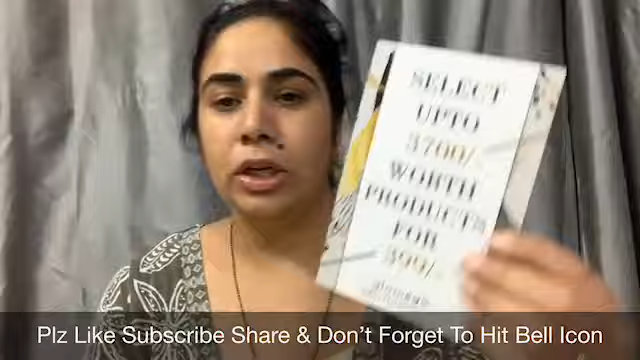 SELECT
UPTO
3700/-
WORTH
PRODUCTS
FOR
399/-
Plz Like Subscribe Share & Don't Forget To Hit Bell Icon